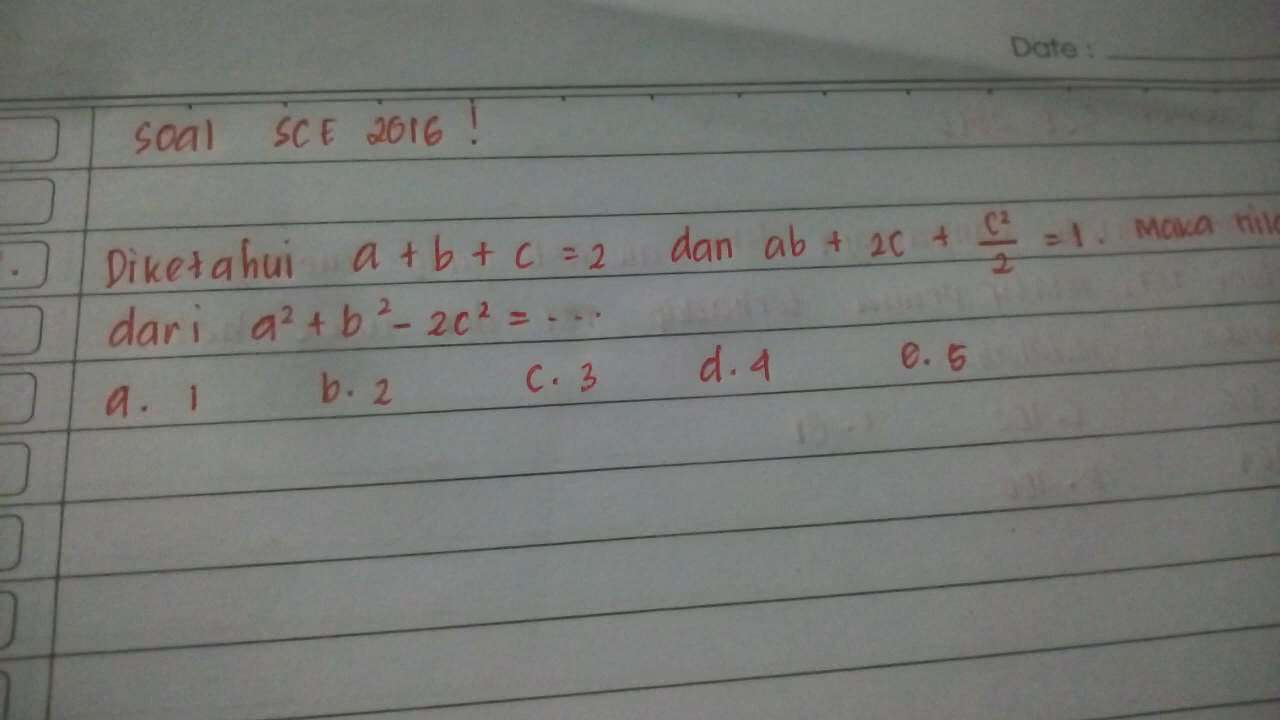 Date :
Soal SCE 2016 !
Diketahui a + b + c = 2 dan ab + 2c + c²/2 = 1. Maka
dari a² + b² - 2c² = ...
a. 1 b. 2 c. 3 d. 4 e. 5